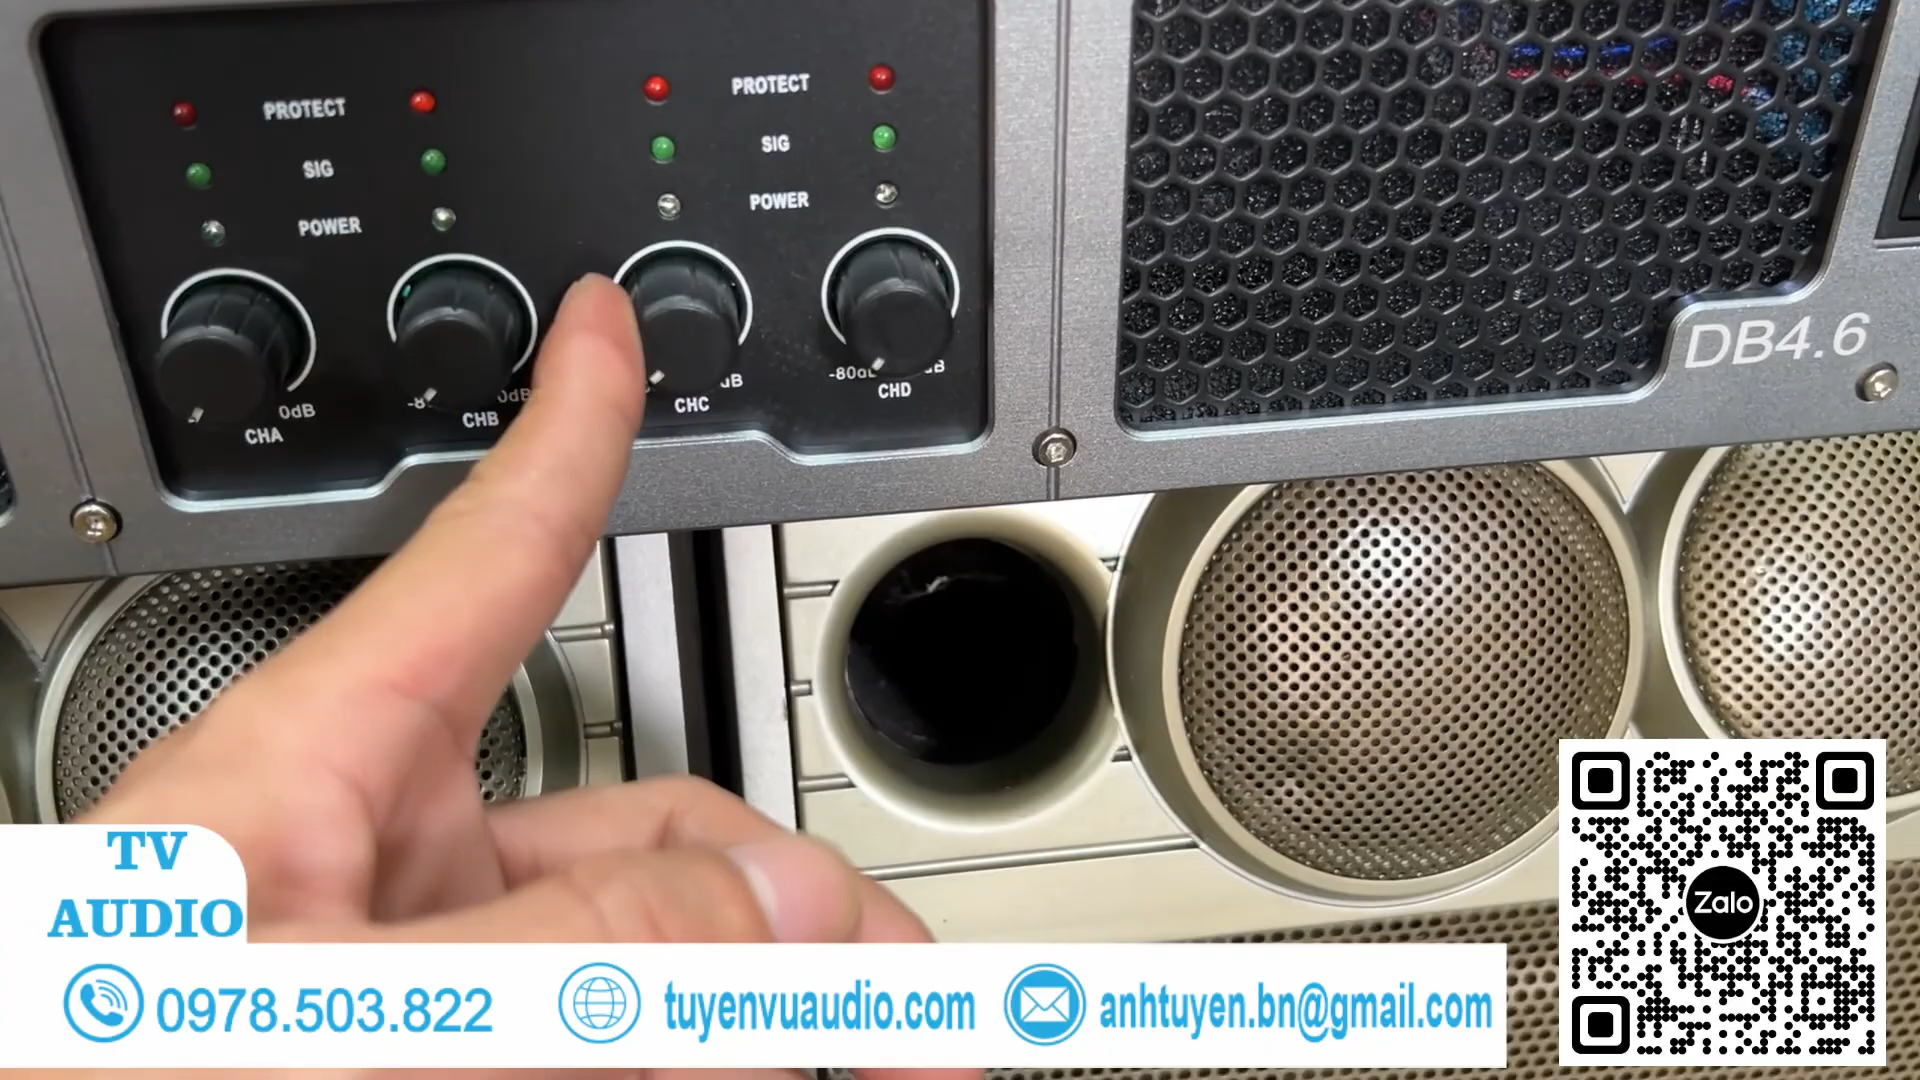 PROTECT
PROTECT
SIG
SIG
POWER
POWER
0dB
CHA
CHB
CHC
-80dB
CHD
DB4.6
TV
AUDIO
0978.503.822
tuyenvuaudio.com
anhtuyen.bn@gmail.com
Zalo